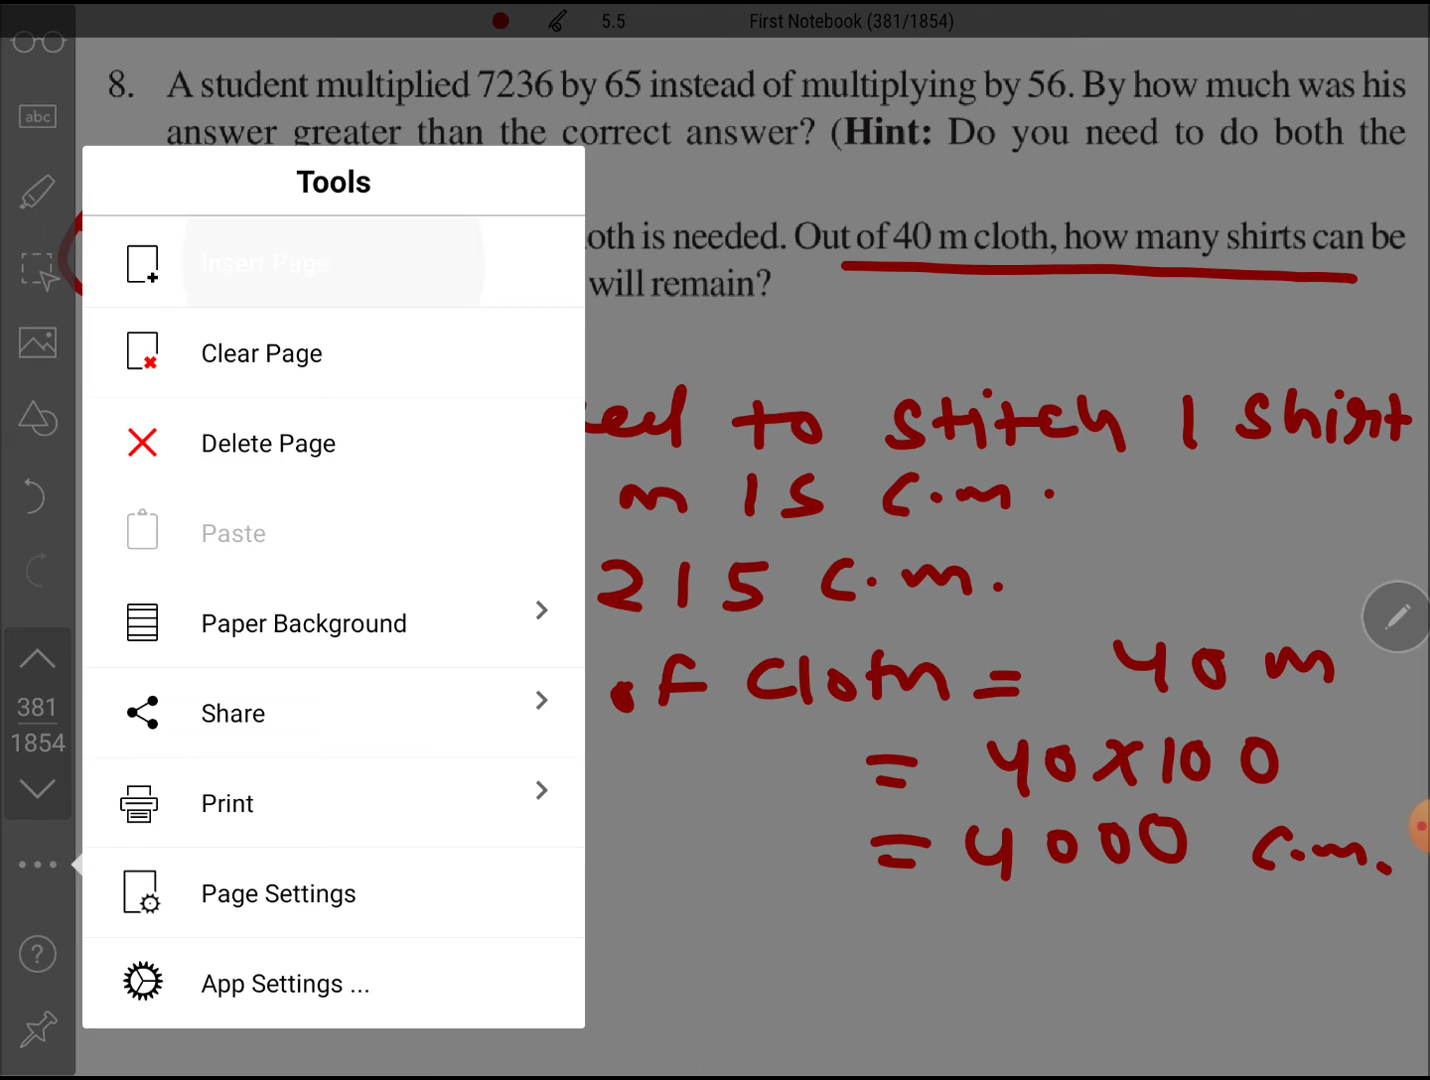 5.5 First Notebook (381/1854)
8. A student multiplied 7236 by 65 instead of multiplying by 56. By how much was his
answer greater than the correct answer? (Hint: Do you need to do both the
oth is needed. Out of 40 m cloth, how many shirts can be
will remain?
abc
Tools
Insert Page
Clear Page
Delete Page
Paste
Paper Background
Share
Print
Page Settings
App Settings ...
381
1854
?
eed to stitch 1 shirt
m 15 c.m.
215 c.m.
of cloth = 40 m
= 40 x 100
= 4000 c.m.